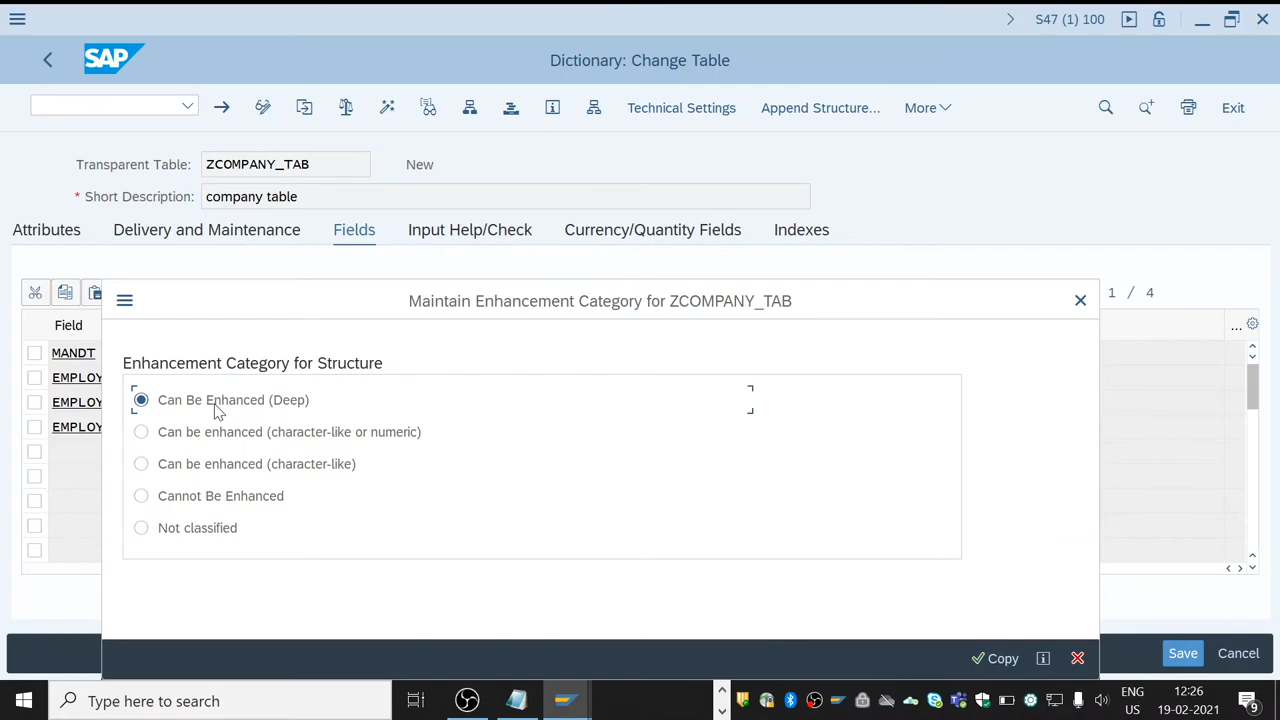 S47 (1) 100
SAP
Dictionary: Change Table
Technical Settings
Append Structure...
More
Exit
Transparent Table:
ZCOMPANY_TAB
New
* Short Description:
company table
Attributes
Delivery and Maintenance
Fields
Input Help/Check
Currency/Quantity Fields
Indexes
Maintain Enhancement Category for ZCOMPANY_TAB
1 / 4
Field
...
MANDT
EMPLOY
EMPLOY
EMPLOY
Enhancement Category for Structure
Can Be Enhanced (Deep)
Can be enhanced (character-like or numeric)
Can be enhanced (character-like)
Cannot Be Enhanced
Not classified
Copy
Save
Cancel
Type here to search
ENG
US
12:26
19-02-2021
9